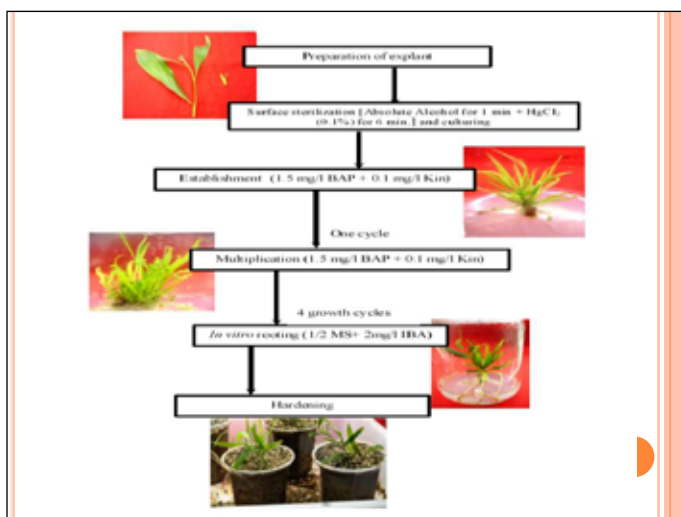 Preparation of explant
Surface sterilization [Absolute Alcohol for 1 min + HgCl₂
(0.1%) for 6 min.] and culturing
Establishment (1.5 mg/l BAP + 0.1 mg/l Kin)
One cycle
Multiplication (1.5 mg/l BAP + 0.1 mg/l Kin)
4 growth cycles
In vitro rooting (1/2 MS+ 2mg/l IBA)
Hardening